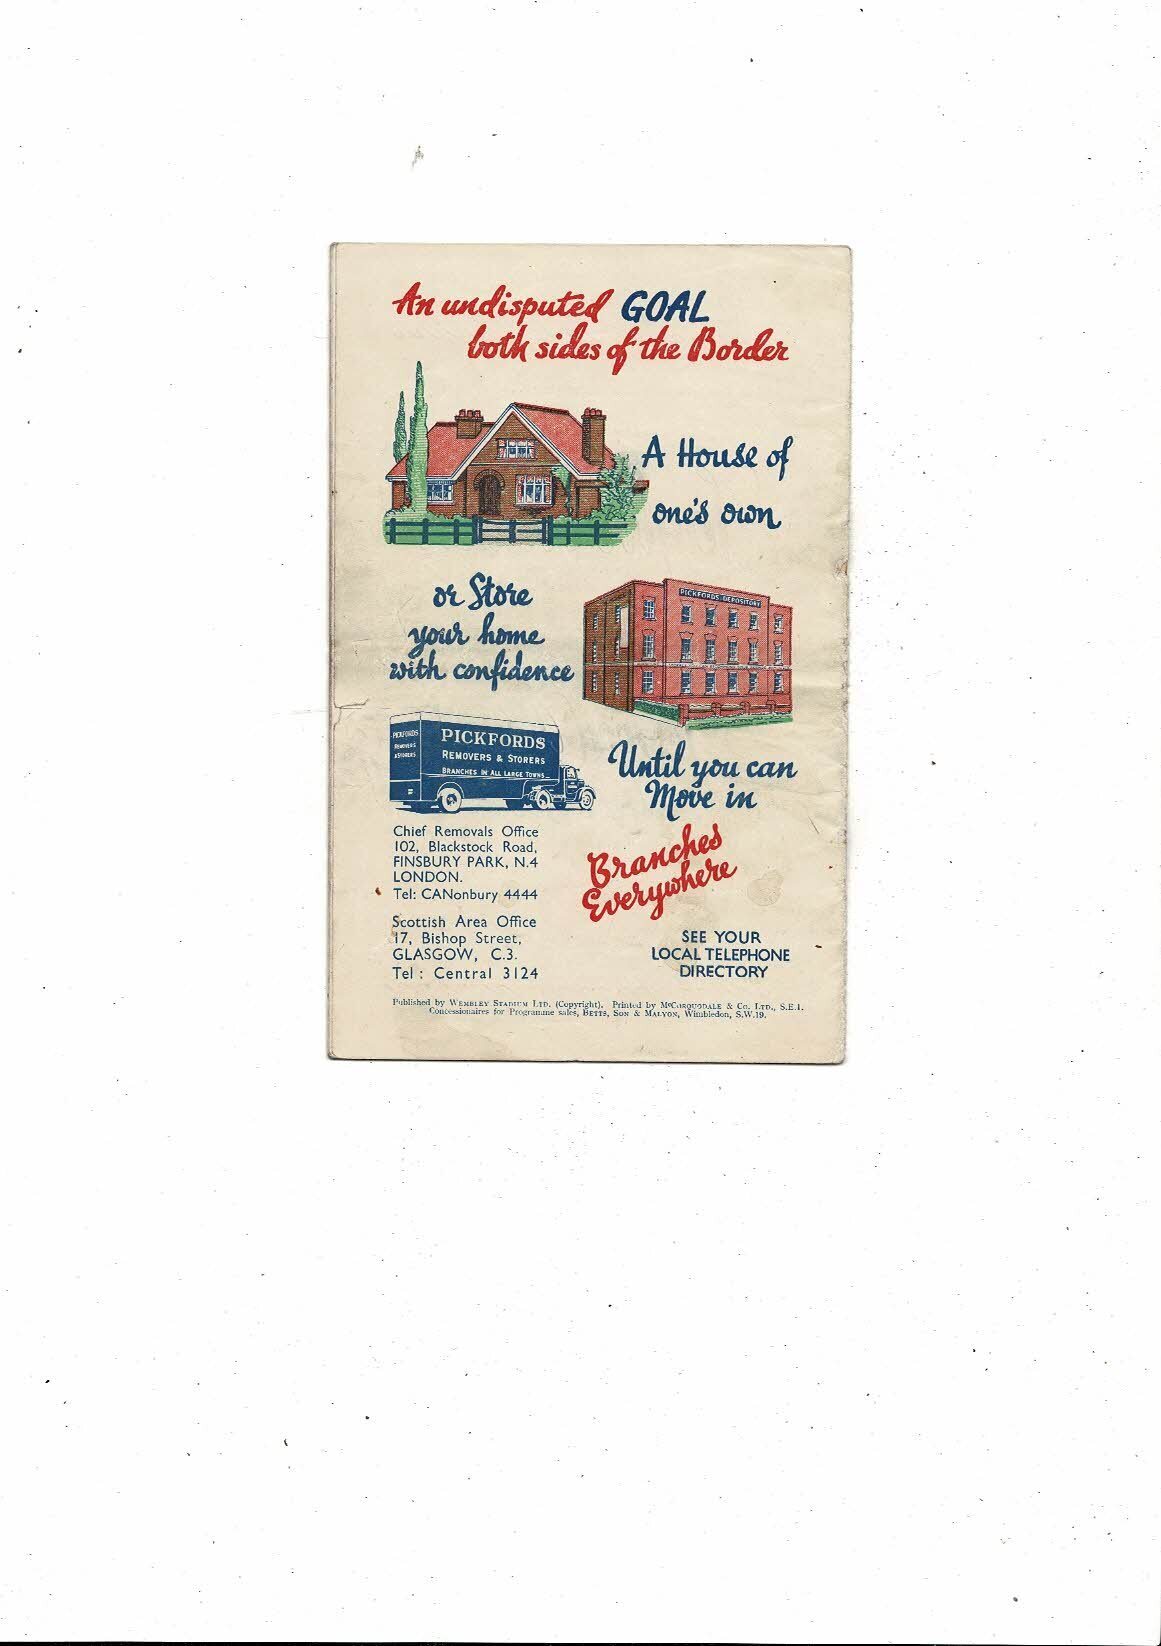 An undisputed GOAL
both sides of the Border
A House of
one's own
or Store
your home
with confidence
PICKFORDS DEPOSITORY
PICKFORDS
REMOVERS
& STORERS
PICKFORDS
REMOVERS & STORERS
BRANCHES IN ALL LARGE TOWNS
Until you can
Move in
Chief Removals Office
102, Blackstock Road,
FINSBURY PARK, N.4
LONDON.
Tel: CANonbury 4444
Branches
Everywhere
Scottish Area Office
17, Bishop Street,
GLASGOW, C.3.
Tel : Central 3124
SEE YOUR
LOCAL TELEPHONE
DIRECTORY
Published by WEMBLEY STADIUM LTD. (Copyright). Printed by McCORQUODALE & Co. LTD., S.E.1.
Concessionaires for Programme sales, BETTS, SON & MALYON, Wimbledon, S.W.19.